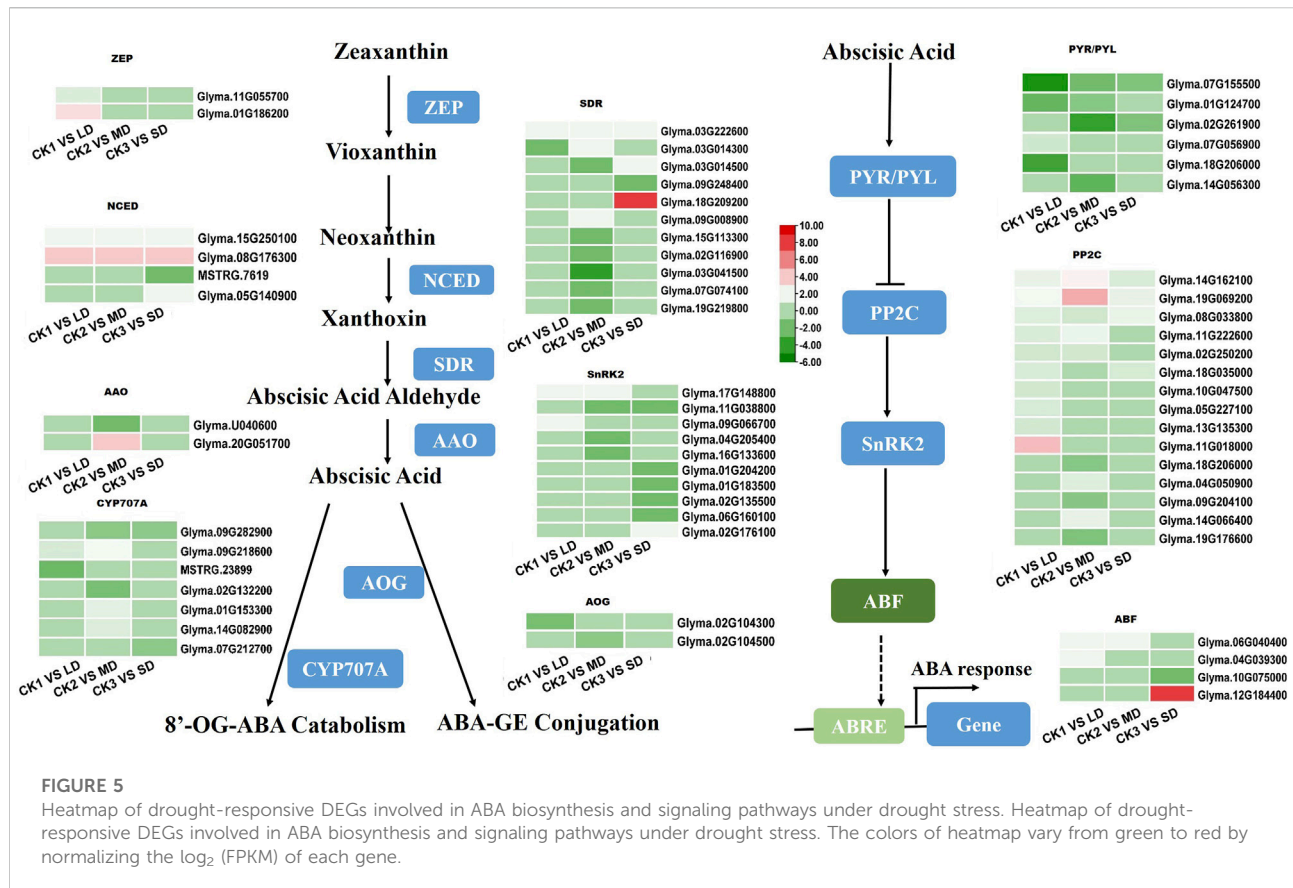 ZEP
Glyma.11G055700
Glyma.01G186200
CK1 VS LD
CK2 VS MD
CK3 VS SD
NCED
Glyma.15G250100
Glyma.08G176300
MSTRG.7619
Glyma.05G140900
CK1 VS LD
CK2 VS MD
CK3 VS SD
AAO
Glyma.U040600
Glyma.20G051700
CK1 VS LD
CK2 VS MD
CK3 VS SD
CYP707A
Glyma.09G282900
Glyma.09G218600
MSTRG.23899
Glyma.02G132200
Glyma.01G153300
Glyma.14G082900
Glyma.07G212700
CK1 VS LD
CK2 VS MD
CK3 VS SD
Zeaxanthin
ZEP
Vioxanthin
Neoxanthin
NCED
Xanthoxin
SDR
Abscisic Acid Aldehyde
AAO
Abscisic Acid
AOG
CYP707A
8’-OG-ABA Catabolism
ABA-GE Conjugation
SDR
Glyma.03G222600
Glyma.03G014300
Glyma.03G014500
Glyma.09G248400
Glyma.18G209200
Glyma.09G008900
Glyma.15G113300
Glyma.02G116900
Glyma.03G041500
Glyma.07G074100
Glyma.19G219800
CK1 VS LD
CK2 VS MD
CK3 VS SD
SnRK2
Glyma.17G148800
Glyma.11G038800
Glyma.09G066700
Glyma.04G205400
Glyma.16G133600
Glyma.01G204200
Glyma.01G183500
Glyma.02G135500
Glyma.06G160100
Glyma.02G176100
CK1 VS LD
CK2 VS MD
CK3 VS SD
AOG
Glyma.02G104300
Glyma.02G104500
CK1 VS LD
CK2 VS MD
CK3 VS SD
10.00
8.00
6.00
4.00
2.00
0.00
-2.00
-4.00
-6.00
Abscisic Acid
PYR/PYL
PP2C
SnRK2
ABF
ABRE
Gene
ABA response
PYR/PYL
Glyma.07G155500
Glyma.01G124700
Glyma.02G261900
Glyma.07G056900
Glyma.18G206000
Glyma.14G056300
CK1 VS LD
CK2 VS MD
CK3 VS SD
PP2C
Glyma.14G162100
Glyma.19G069200
Glyma.08G033800
Glyma.11G222600
Glyma.02G250200
Glyma.18G035000
Glyma.10G047500
Glyma.05G227100
Glyma.13G135300
Glyma.11G018000
Glyma.18G206000
Glyma.04G050900
Glyma.09G204100
Glyma.14G066400
Glyma.19G176600
CK1 VS LD
CK2 VS MD
CK3 VS SD
ABF
Glyma.06G040400
Glyma.04G039300
Glyma.10G075000
Glyma.12G184400
CK1 VS LD
CK2 VS MD
CK3 VS SD
FIGURE 5
Heatmap of drought-responsive DEGs involved in ABA biosynthesis and signaling pathways under drought stress. Heatmap of drought-
responsive DEGs involved in ABA biosynthesis and signaling pathways under drought stress. The colors of heatmap vary from green to red by
normalizing the log₂ (FPKM) of each gene.